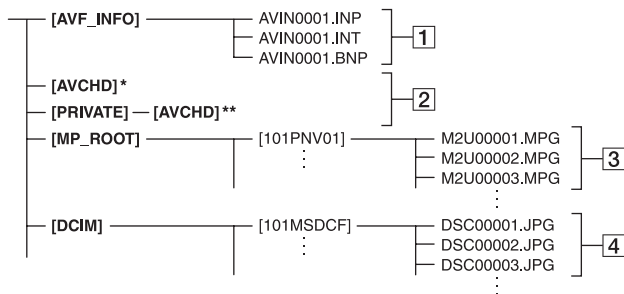 [AVF_INFO] AVIN0001.INP
AVIN0001.INT 1
AVIN0001.BNP
[AVCHD]*
2
[PRIVATE] [AVCHD]**
[MP_ROOT] [101PNV01] M2U00001.MPG
M2U00002.MPG 3
M2U00003.MPG
[DCIM] [101MSDCF] DSC00001.JPG
DSC00002.JPG 4
DSC00003.JPG